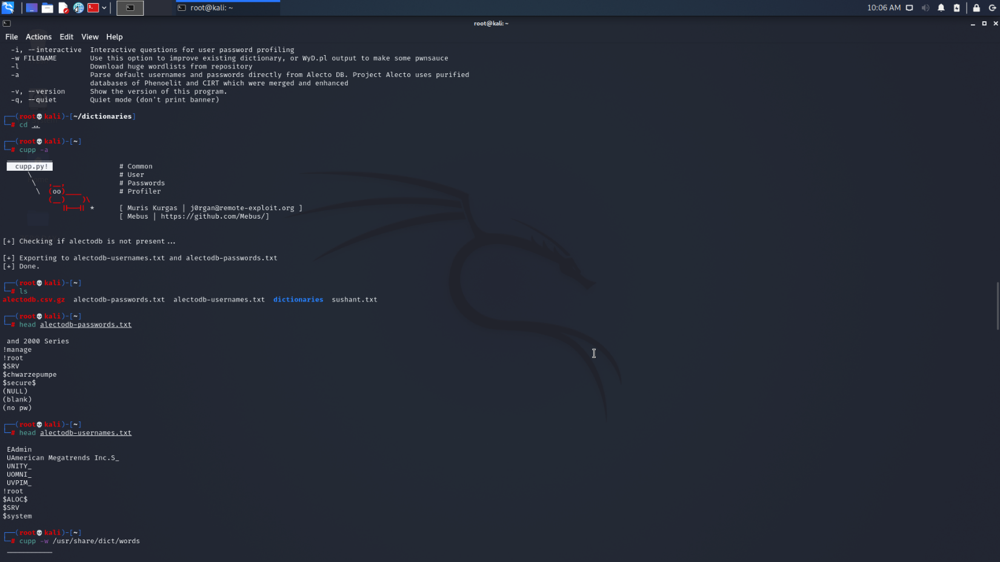 root@kali: ~
10:06 AM
root@kali: ~
File Actions Edit View Help
-i, --interactive Interactive questions for user password profiling
-w FILENAME Use this option to improve existing dictionary, or WyD.pl output to make some pwnsauce
-l Download huge wordlists from repository
-a Parse default usernames and passwords directly from Alecto DB. Project Alecto uses purified
databases of Phenoelit and CIRT which were merged and enhanced
-v, --version Show the version of this program.
-q, --quiet Quiet mode (don't print banner)
┌──(root💀kali)-[~/dictionaries]
└─# cd ..
┌──(root💀kali)-[~]
└─# cupp -a
___________
cupp.py! # Common
\ # User
\ ,__, # Passwords
\ (oo)____ # Profiler
(__) )\
||--|| * [ Muris Kurgas | j0rgan@remote-exploit.org ]
[ Mebus | https://github.com/Mebus/]
[+] Checking if alectodb is not present...
[+] Exporting to alectodb-usernames.txt and alectodb-passwords.txt
[+] Done.
┌──(root💀kali)-[~]
└─# ls
alectodb.csv.gz alectodb-passwords.txt alectodb-usernames.txt dictionaries sushant.txt
┌──(root💀kali)-[~]
└─# head alectodb-passwords.txt
and 2000 Series
!manage
!root
$SRV
$chwarzepumpe
$secure$
(NULL)
(blank)
(no pw)
┌──(root💀kali)-[~]
└─# head alectodb-usernames.txt
EAdmin
UAmerican Megatrends Inc.S_
UNITY_
UOMNI_
UVPIM_
!root
$ALOC$
$SRV
$system
┌──(root💀kali)-[~]
└─# cupp -w /usr/share/dict/words
___________